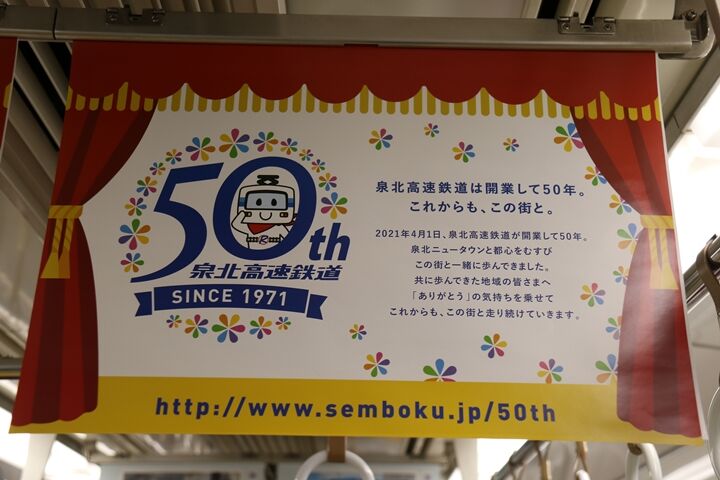 50th
泉北高速鉄道
SINCE 1971
泉北高速鉄道は開業して50年。
これからも、この街と。
2021年4月1日、泉北高速鉄道が開業して50年。
泉北ニュータウンと都心をむすび
この街と一緒に歩んできました。
共に歩んできた地域の皆さまへ
「ありがとう」の気持ちを乗せて
これからも、この街と走り続けていきます。
http://www.semboku.jp/50th